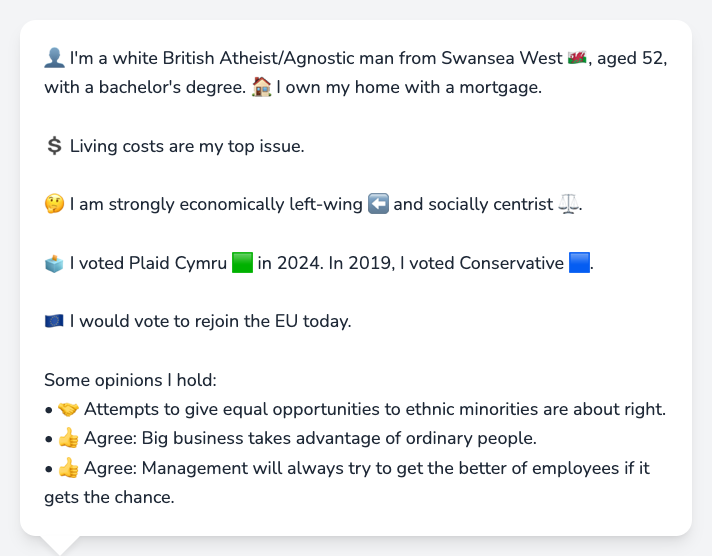 👤 I'm a white British Atheist/Agnostic man from Swansea West 🏴󠁧󠁢󠁷󠁬󠁳󠁿, aged 52,
with a bachelor's degree. 🏠 I own my home with a mortgage.
💲 Living costs are my top issue.
🤔 I am strongly economically left-wing ⬅️ and socially centrist ⚖️.
🗳️ I voted Plaid Cymru 🟩 in 2024. In 2019, I voted Conservative 🟦.
🇪🇺 I would vote to rejoin the EU today.
Some opinions I hold:
• 🤝 Attempts to give equal opportunities to ethnic minorities are about right.
• 👍 Agree: Big business takes advantage of ordinary people.
• 👍 Agree: Management will always try to get the better of employees if it
gets the chance.